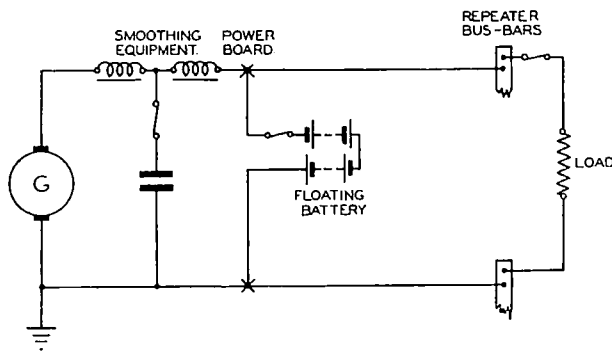 SMOOTHING
EQUIPMENT.
POWER
BOARD.
REPEATER
BUS-BARS
G
FLOATING
BATTERY
LOAD